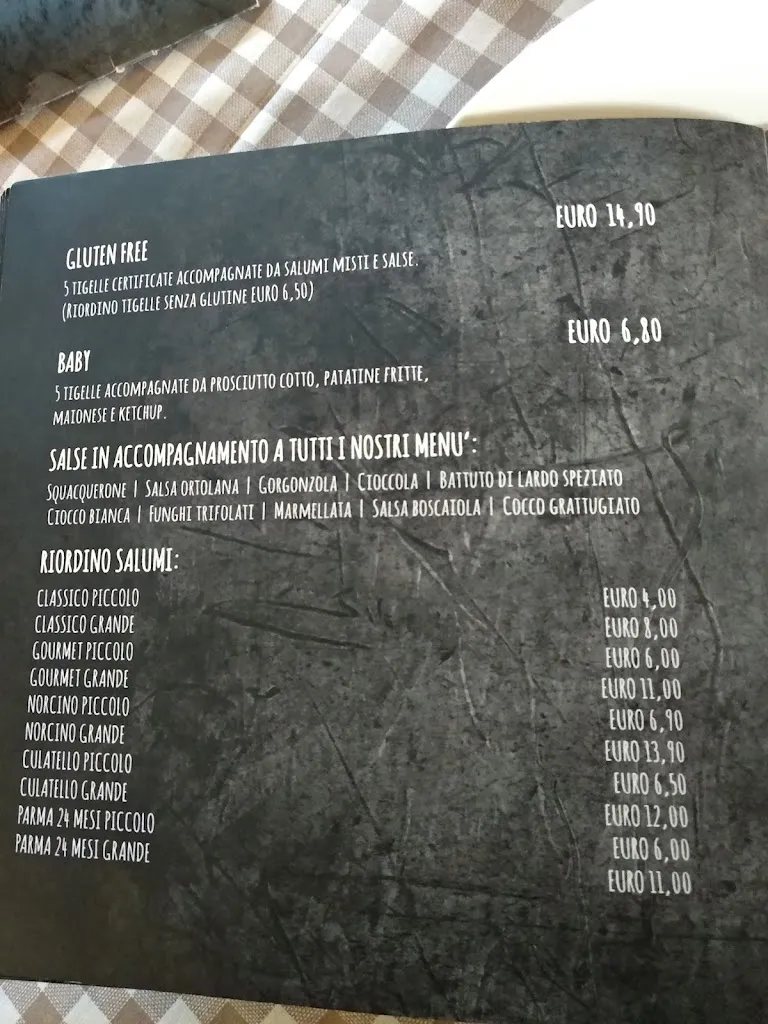 GLUTEN FREE EURO 14,90
5 TIGELLE CERTIFICATE ACCOMPAGNATE DA SALUMI MISTI E SALSE.
(RIORDINO TIGELLE SENZA GLUTINE EURO 6,50)
BABY EURO 6,80
5 TIGELLE ACCOMPAGNATE DA PROSCIUTTO COTTO, PATATINE FRITTE,
MAIONESE E KETCHUP.
SALSE IN ACCOMPAGNAMENTO A TUTTI I NOSTRI MENU':
SQUACQUERONE | SALSA ORTOLANA | GORGONZOLA | CIOCCOLA | BATTUTO DI LARDO SPEZIATO
CIOCCO BIANCA | FUNGHI TRIFOLATI | MARMELLATA | SALSA BOSCAIOLA | COCCO GRATTUGIATO
RIORDINO SALUMI:
CLASSICO PICCOLO EURO 4,00
CLASSICO GRANDE EURO 8,00
GOURMET PICCOLO EURO 6,00
GOURMET GRANDE EURO 11,00
NORCINO PICCOLO EURO 6,90
NORCINO GRANDE EURO 13,90
CULATELLO PICCOLO EURO 6,50
CULATELLO GRANDE EURO 12,00
PARMA 24 MESI PICCOLO EURO 6,00
PARMA 24 MESI GRANDE EURO 11,00